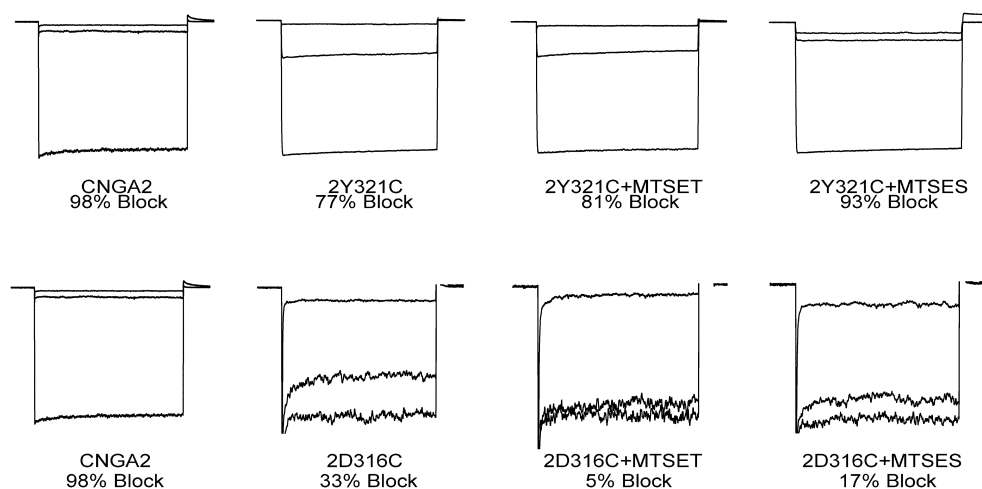 CNGA2
98% Block
2Y321C
77% Block
2Y321C+MTSET
81% Block
2Y321C+MTSES
93% Block
CNGA2
98% Block
2D316C
33% Block
2D316C+MTSET
5% Block
2D316C+MTSES
17% Block